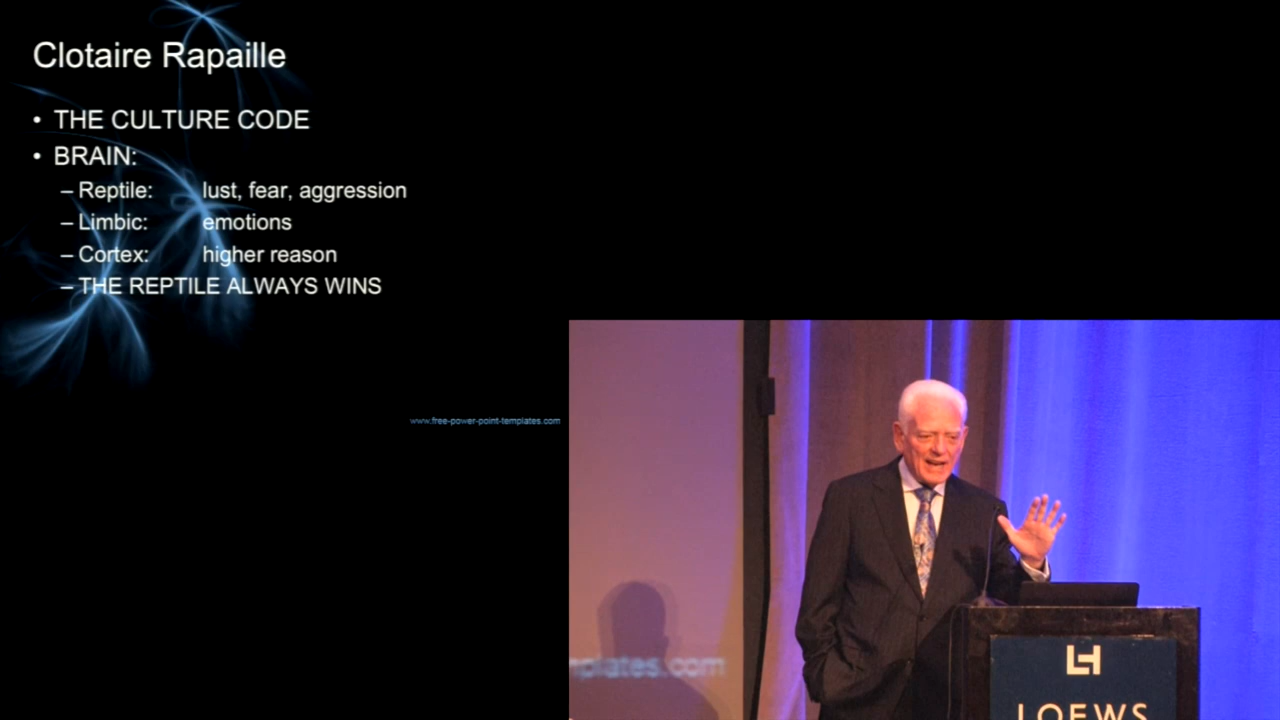 Clotaire Rapaille
• THE CULTURE CODE
• BRAIN:
– Reptile: lust, fear, aggression
– Limbic: emotions
– Cortex: higher reason
– THE REPTILE ALWAYS WINS
www.free-power-point-templates.com
plates.com
LH
LOEWS